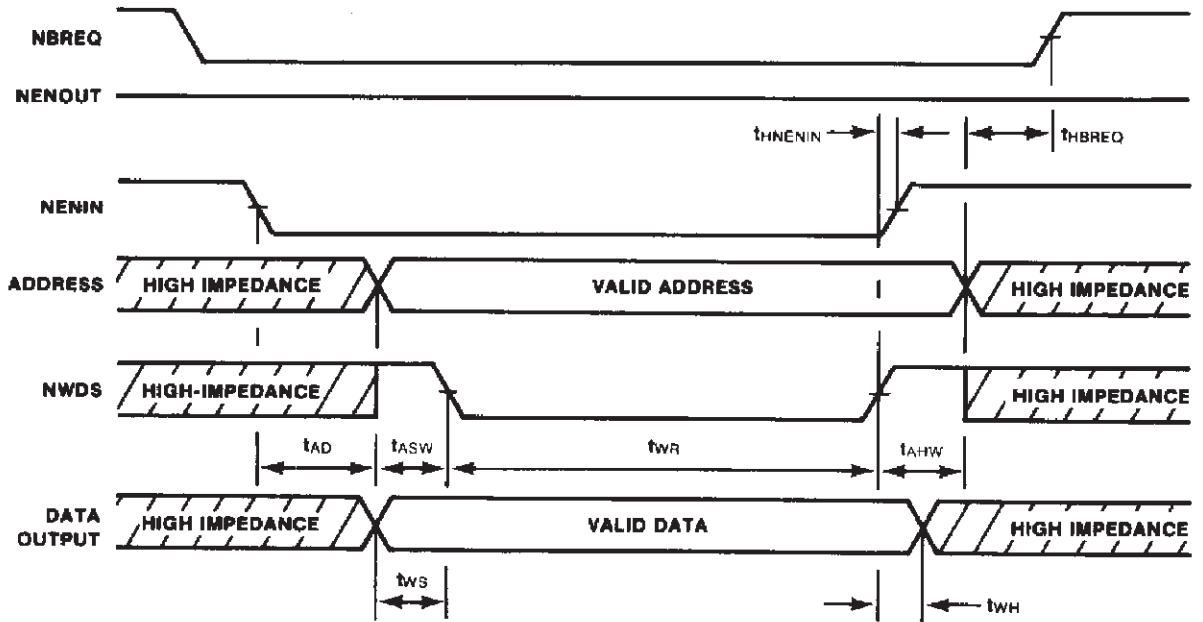 NBREQ
NENOUT
tHNENIN
tHBREQ
NENIN
ADDRESS
HIGH IMPEDANCE
VALID ADDRESS
HIGH IMPEDANCE
NWDS
HIGH-IMPEDANCE
HIGH IMPEDANCE
tAD
tASW
tWR
tAHW
DATA
OUTPUT
HIGH IMPEDANCE
VALID DATA
HIGH IMPEDANCE
tWS
tWH